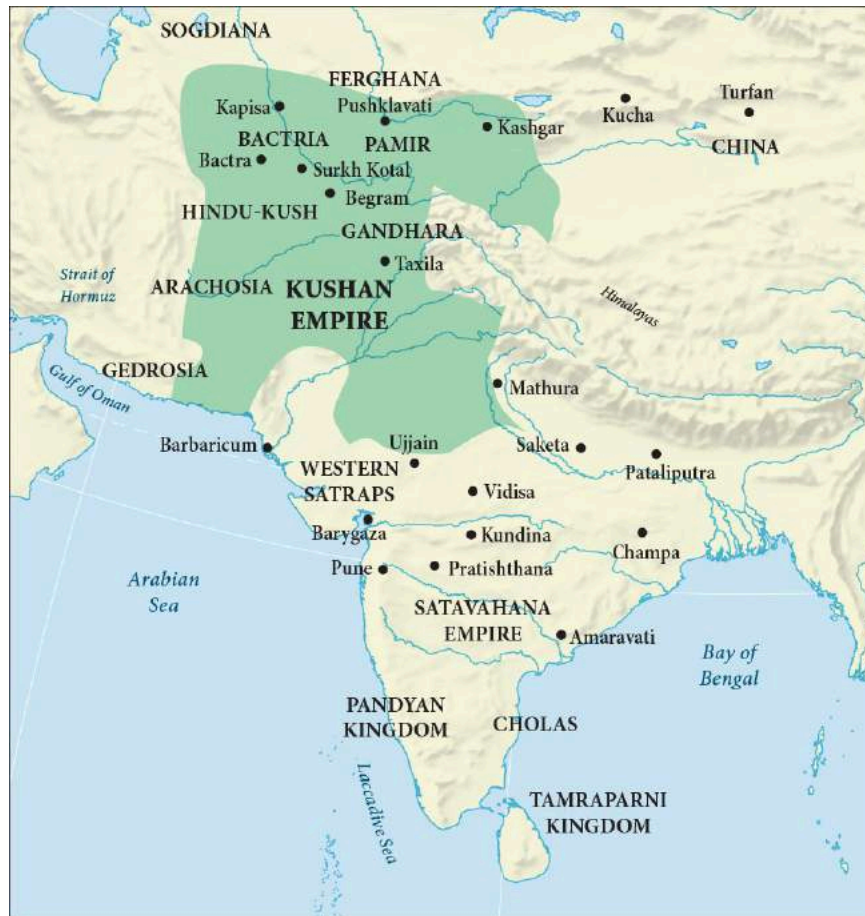 SOGDIANA
FERGHANA
Kapisa
Pushklavati
Kucha
Turfan
BACTRIA
PAMIR
Kashgar
CHINA
Bactra
Surkh Kotal
Begram
HINDU-KUSH
GANDHARA
Taxila
Strait of
Hormuz
ARACHOSIA
KUSHAN
EMPIRE
Himalayas
GEDROSIA
Gulf of Oman
Mathura
Barbaricum
Ujjain
Saketa
Pataliputra
WESTERN
SATRAPS
Vidisa
Barygaza
Kundina
Champa
Pune
Pratishthana
Arabian
Sea
SATAVAHANA
EMPIRE
Amaravati
Bay of
Bengal
PANDYAN
KINGDOM
CHOLAS
Laccadive Sea
TAMRAPARNI
KINGDOM